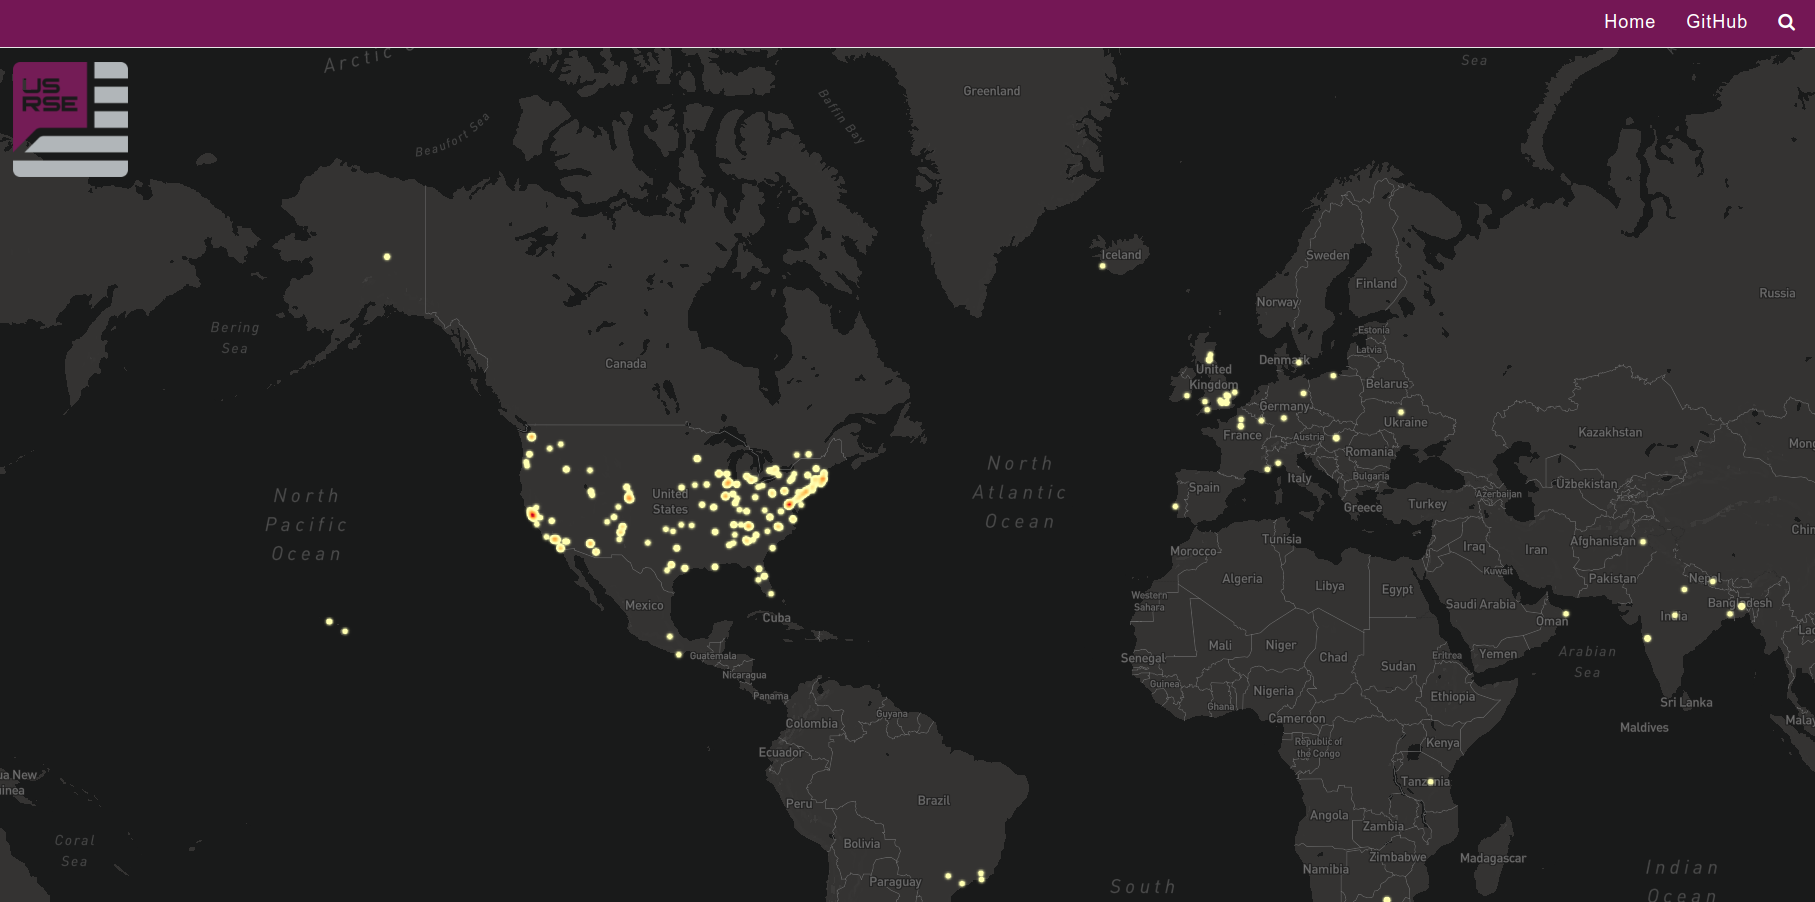 Home GitHub
US
RSE
Arctic
Sea
Greenland
Baffin Bay
Beaufort Sea
Iceland
Sweden
Finland
Russia
Norway
Bering
Sea
Estonia
Latvia
Denmark
Canada
United
Kingdom
Belarus
Germany
Ukraine
France
Austria
Kazakhstan
Romania
Mong
North
Atlantic
Ocean
Italy
Bulgaria
Uzbekistan
Spain
Azerbaijan
Turkey
Greece
United
States
North
Pacific
Ocean
Chin
Tunisia
Afghanistan
Morocco
Iraq
Iran
Kuwait
Algeria
Libya
Egypt
Pakistan
Nepal
Western
Sahara
Mexico
Saudi Arabia
Bangladesh
Cuba
India
Oman
Lao
Mali
Niger
Guatemala
Senegal
Chad
Sudan
Eritrea
Yemen
Arabian
Sea
Nicaragua
Guinea
Nigeria
Ethiopia
Panama
Ghana
Sri Lanka
Colombia
Guyana
Cameroon
Maldives
Malay
Ecuador
Republic of
the Congo
Kenya
ua New
uinea
Tanzania
Peru
Brazil
Angola
Zambia
Coral
Sea
Bolivia
Zimbabwe
Madagascar
Namibia
Paraguay
South
Indian
Ocean